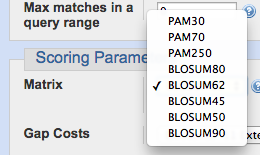 Max matches in a
query range
PAM30
PAM70
PAM250
BLOSUM80
Scoring Parame
Matrix
✓ BLOSUM62
BLOSUM45
BLOSUM50
Gap Costs
BLOSUM90